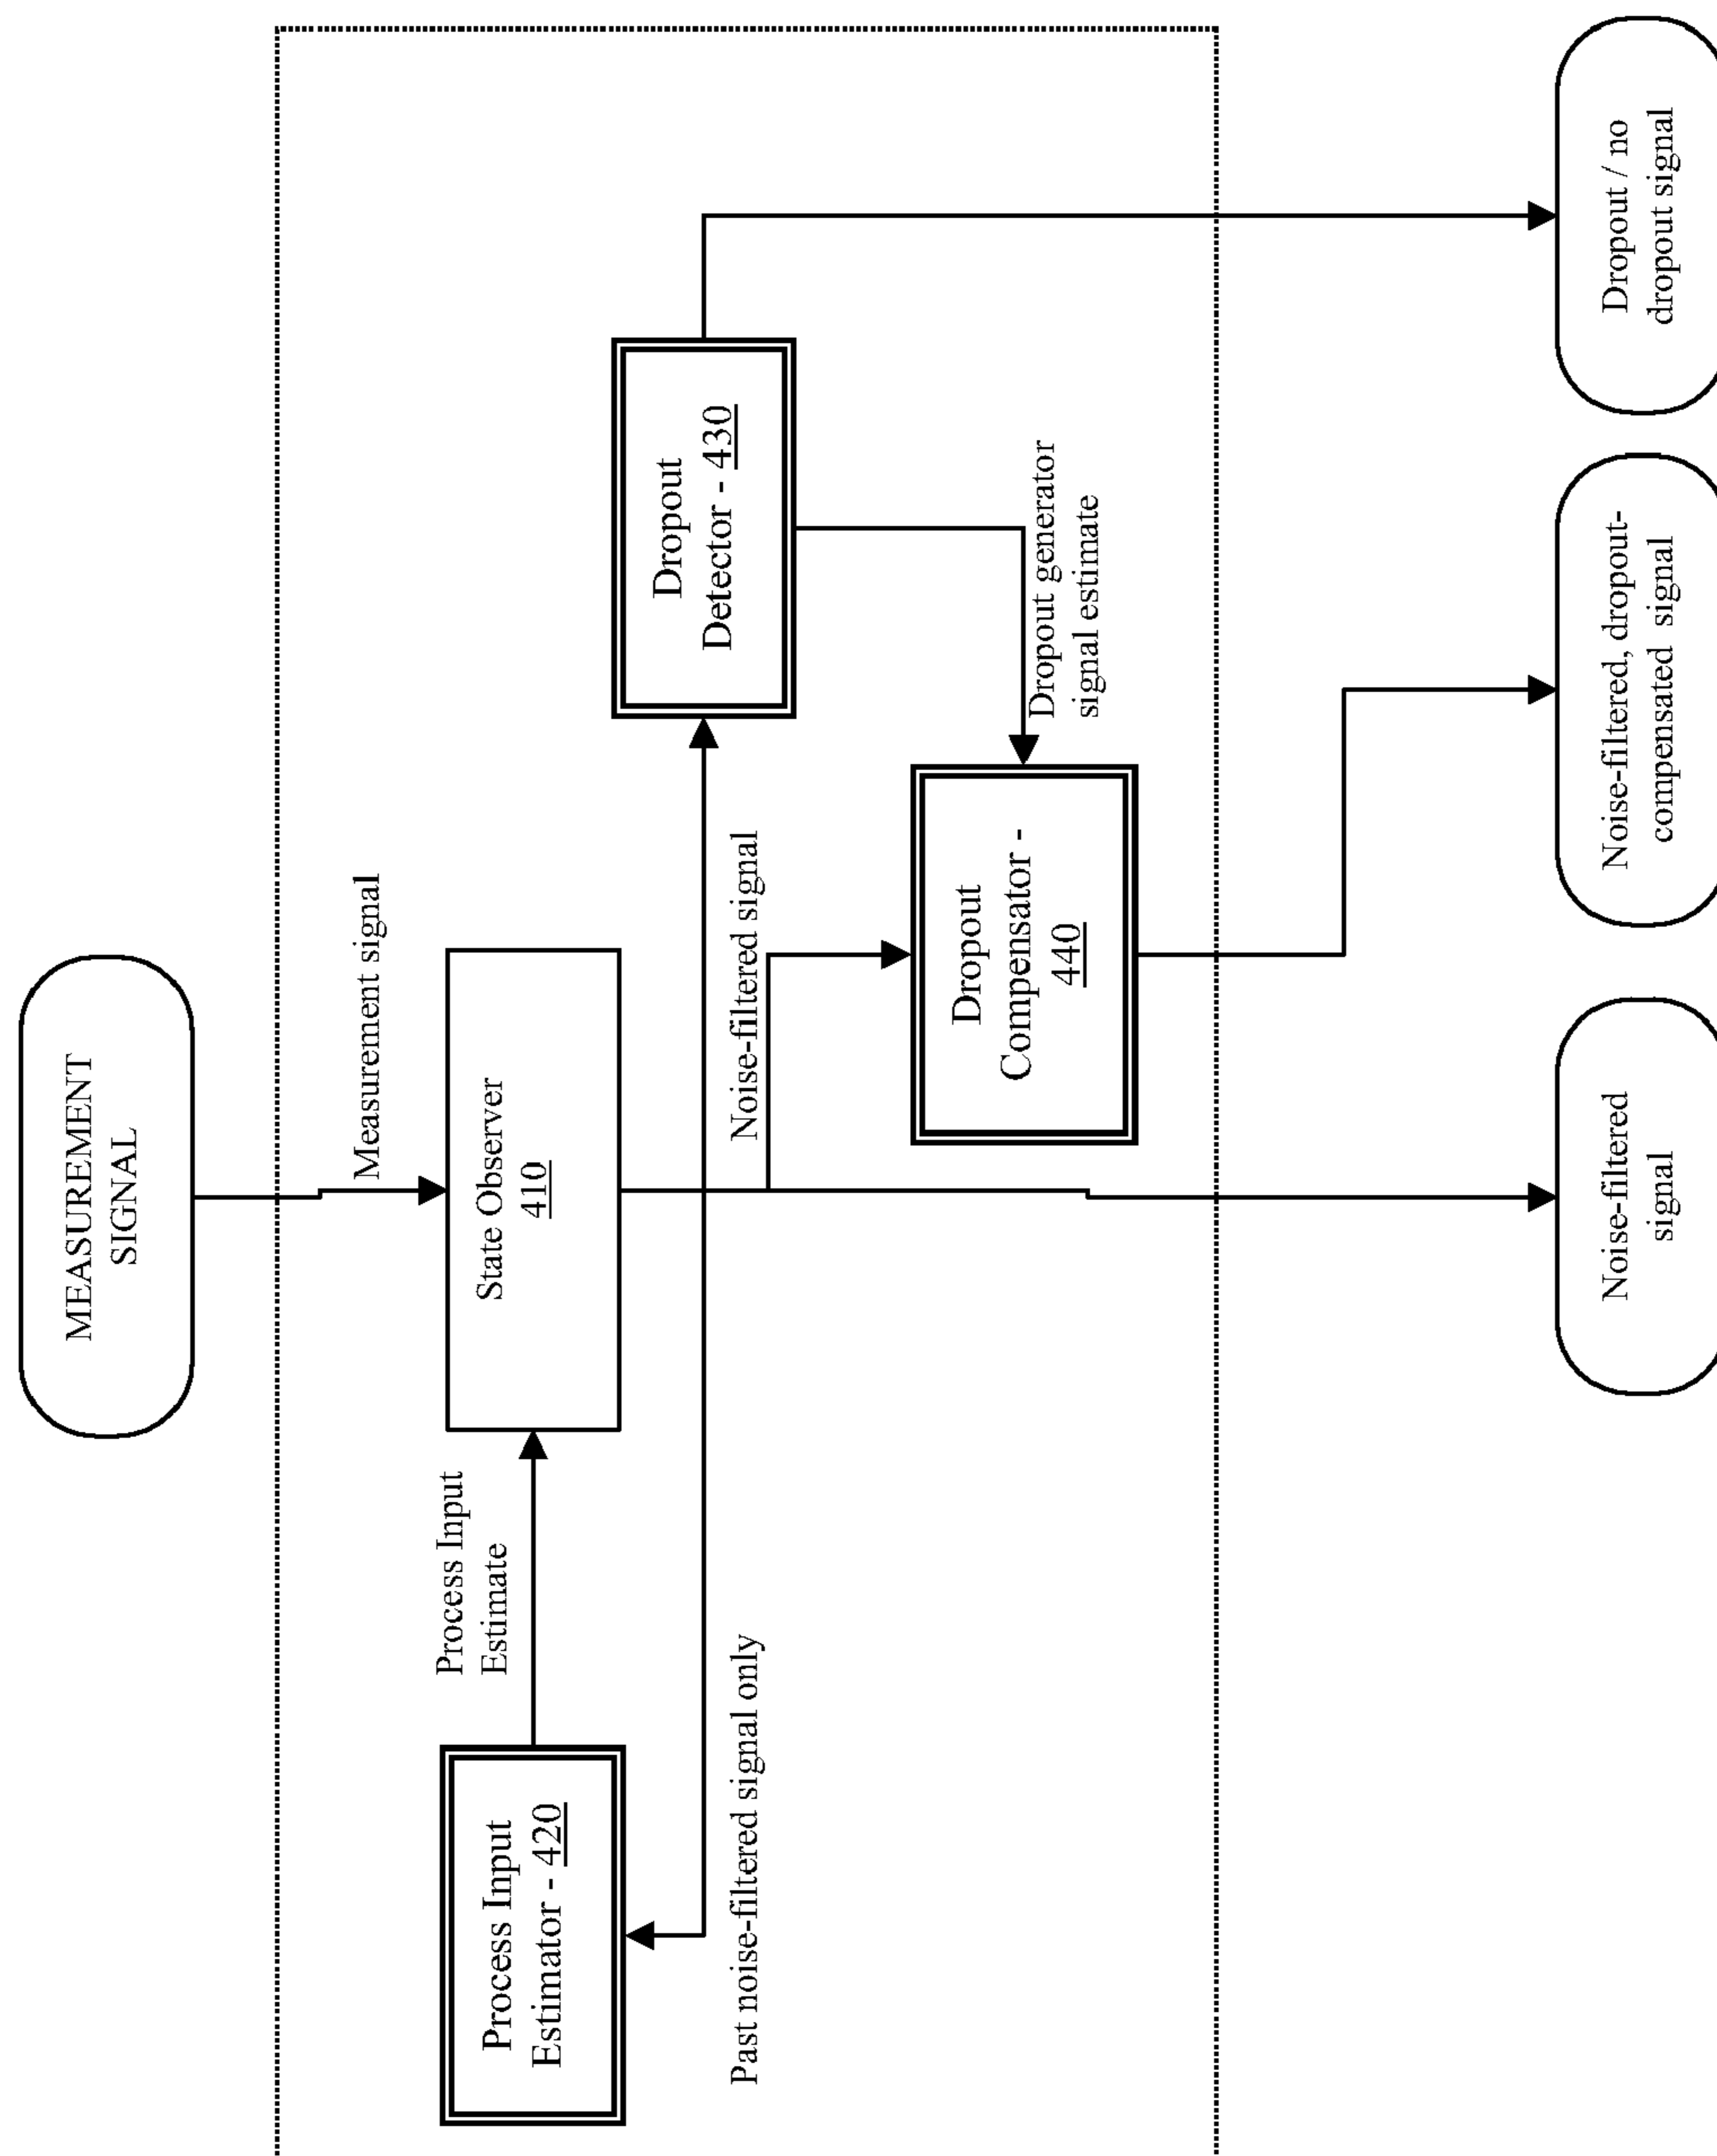 MEASUREMENT
SIGNAL
Measurement signal
Process Input
Estimator - 420
Process Input
Estimate
State Observer
410
Past noise-filtered signal only
Noise-filtered signal
Dropout
Detector - 430
Dropout generator
signal estimate
Dropout
Compensator -
440
Noise-filtered
signal
Noise-filtered, dropout-
compensated signal
Dropout / no
dropout signal